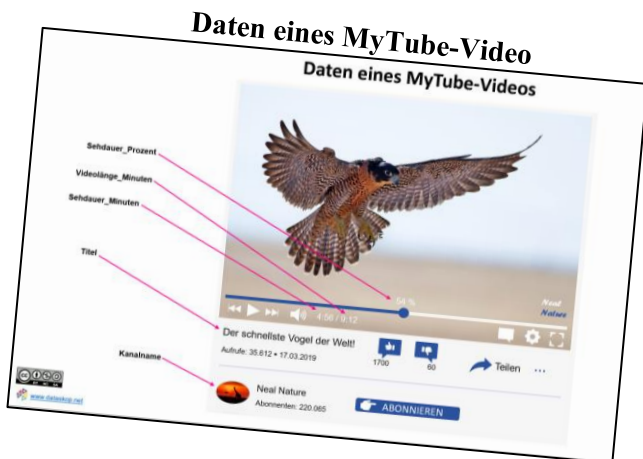 Daten eines MyTube-Video
Daten eines MyTube-Videos
Sehdauer_Prozent
Videolänge_Minuten
Sehdauer_Minuten
Titel
Kanalname
54 %
4:56 / 9:12
Neal
Nature
Der schnellste Vogel der Welt!
Aufrufe: 35.612 • 17.03.2019
1700
60
Teilen
Neal Nature
Abonnenten: 220.065
ABONNIEREN
www.dataskop.net